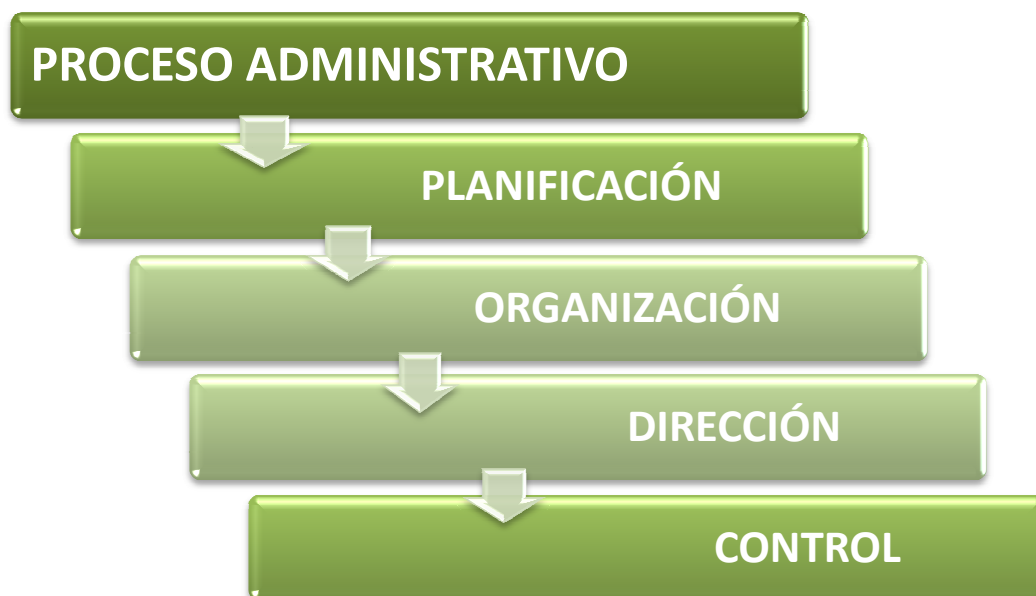 PROCESO ADMINISTRATIVO
PLANIFICACIÓN
ORGANIZACIÓN
DIRECCIÓN
CONTROL